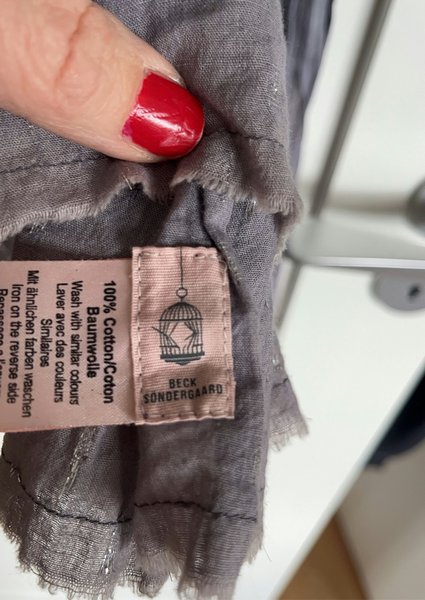 BECK
SÖNDERGAARD
100% Cotton/Coton
Baumwolle
Wash with similar colours
Laver avec des couleurs
Similaires
Mit ähnlichen farben waschen
Iron on the reverse side